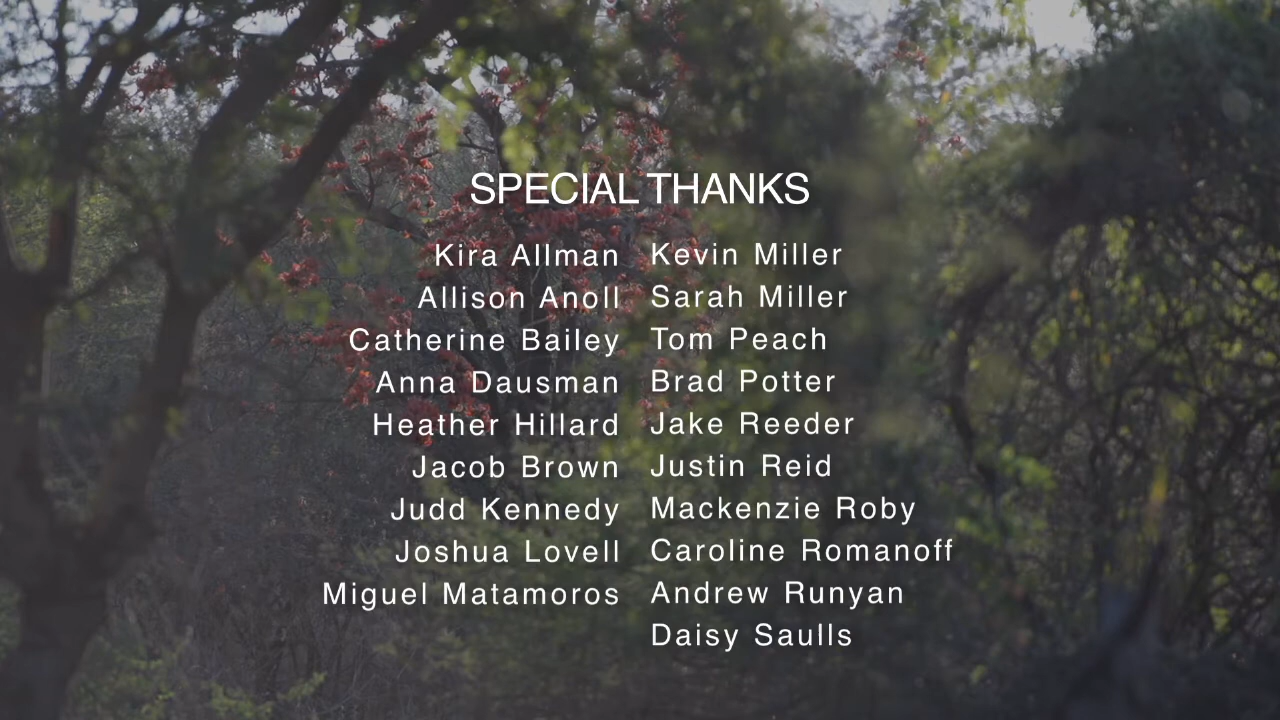 SPECIAL THANKS
Kira Allman
Allison Anoll
Catherine Bailey
Anna Dausman
Heather Hillard
Jacob Brown
Judd Kennedy
Joshua Lovell
Miguel Matamoros
Kevin Miller
Sarah Miller
Tom Peach
Brad Potter
Jake Reeder
Justin Reid
Mackenzie Roby
Caroline Romanoff
Andrew Runyan
Daisy Saulls